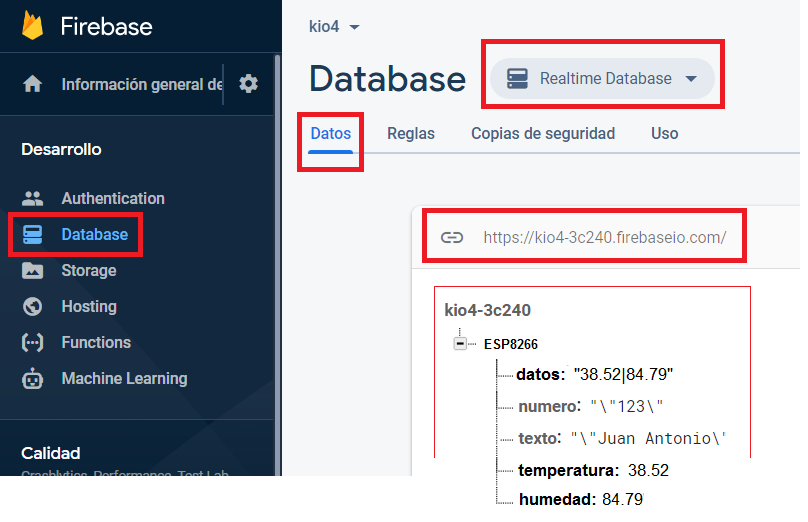 Firebase
Información general de
Desarrollo
Authentication
Database
Storage
Hosting
Functions
Machine Learning
Calidad
Crashlytics, Performance, Test Lab
kio4
Database
Realtime Database
Datos
Reglas
Copias de seguridad
Uso
https://kio4-3c240.firebaseio.com/
kio4-3c240
ESP8266
datos: "38.52|84.79"
numero: "\"123\"
texto: "\"Juan Antonio\'
temperatura: 38.52
humedad: 84.79